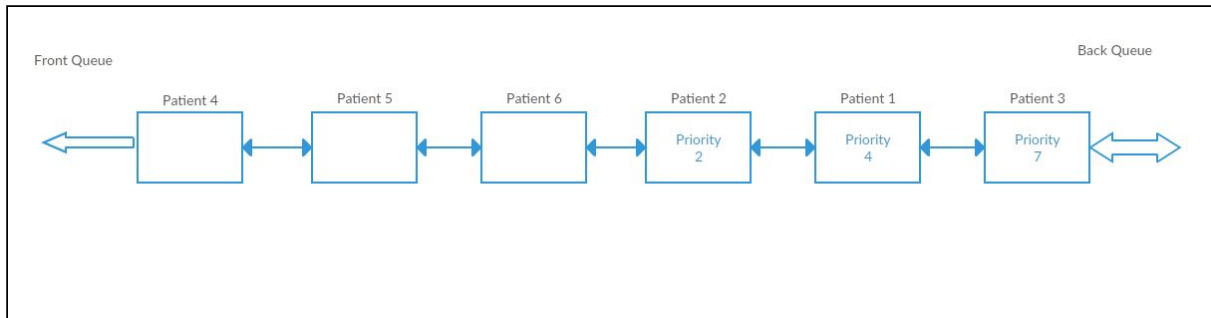 Front Queue
Back Queue
Patient 4
Patient 5
Patient 6
Patient 2
Patient 1
Patient 3
Priority
2
Priority
4
Priority
7